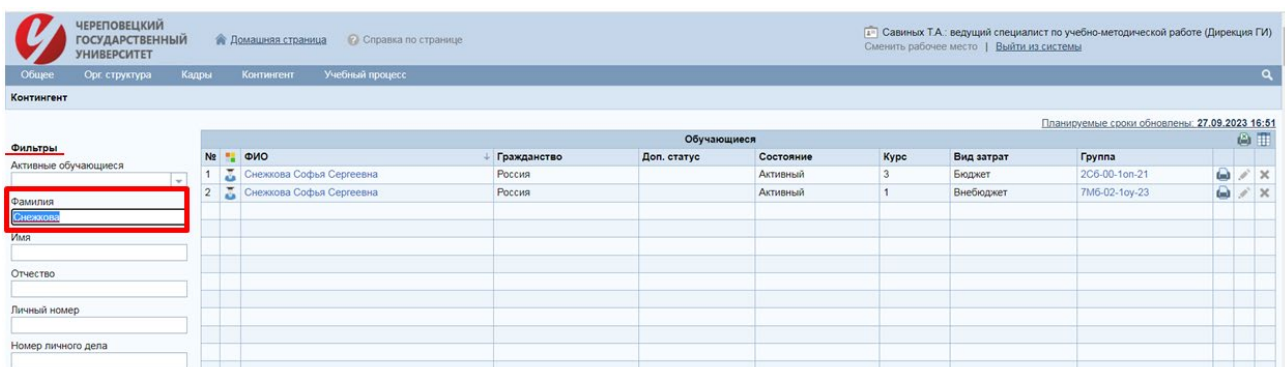 ЧЕРЕПОВЕЦКИЙ
ГОСУДАРСТВЕННЫЙ
УНИВЕРСИТЕТ
Домашняя страница
Справка по странице
Савиных Т.А.: ведущий специалист по учебно-методической работе (Дирекция ГИ)
Сменить рабочее место | Выйти из системы
Общее Орг. структура Кадры Контингент Учебный процесс
Контингент
Планируемые сроки обновлены: 27.09.2023 16:51
Фильтры
Активные обучающиеся
Фамилия
Снежкова
Имя
Отчество
Личный номер
Номер личного дела
Обучающиеся
№ ФИО Гражданство Доп. статус Состояние Курс Вид затрат Группа
1 Снежкова Софья Сергеевна Россия Активный 3 Бюджет 2С6-00-1оп-21
2 Снежкова Софья Сергеевна Россия Активный 1 Внебюджет 7М6-02-1оу-23